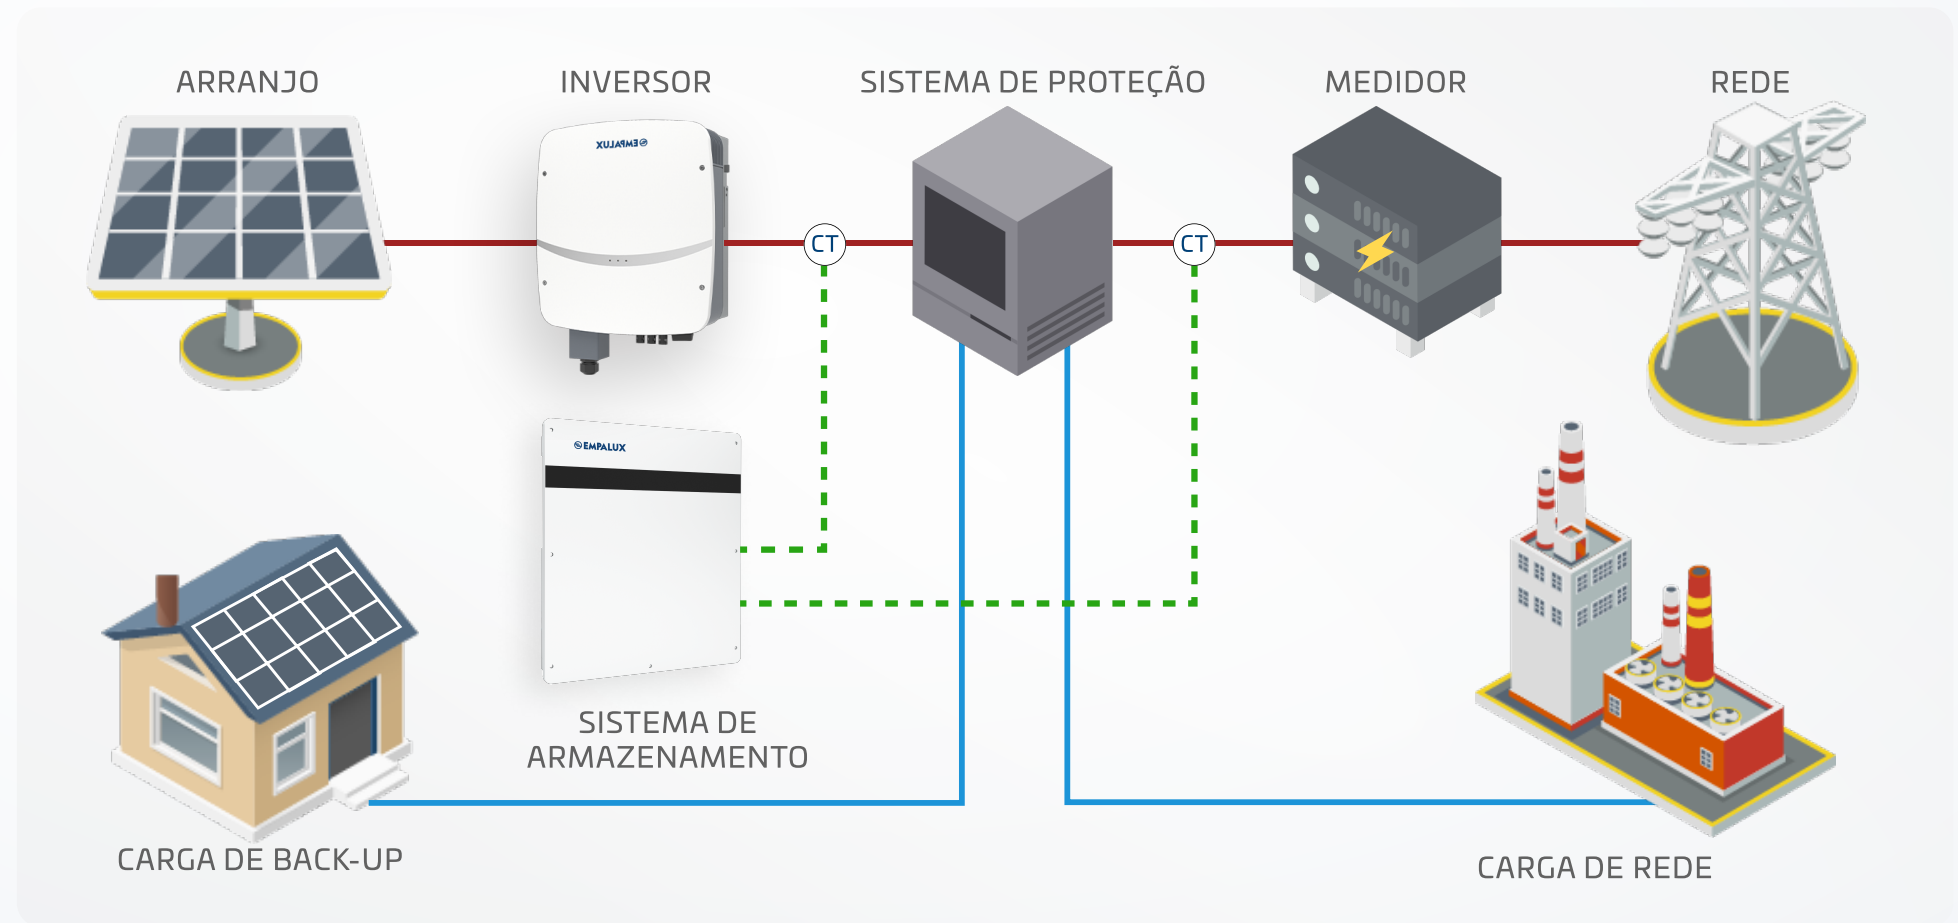 ARRANJO
INVERSOR
SISTEMA DE PROTEÇÃO
MEDIDOR
REDE
EMPALUX
CT
CT
EMPALUX
SISTEMA DE
ARMAZENAMENTO
CARGA DE BACK-UP
CARGA DE REDE